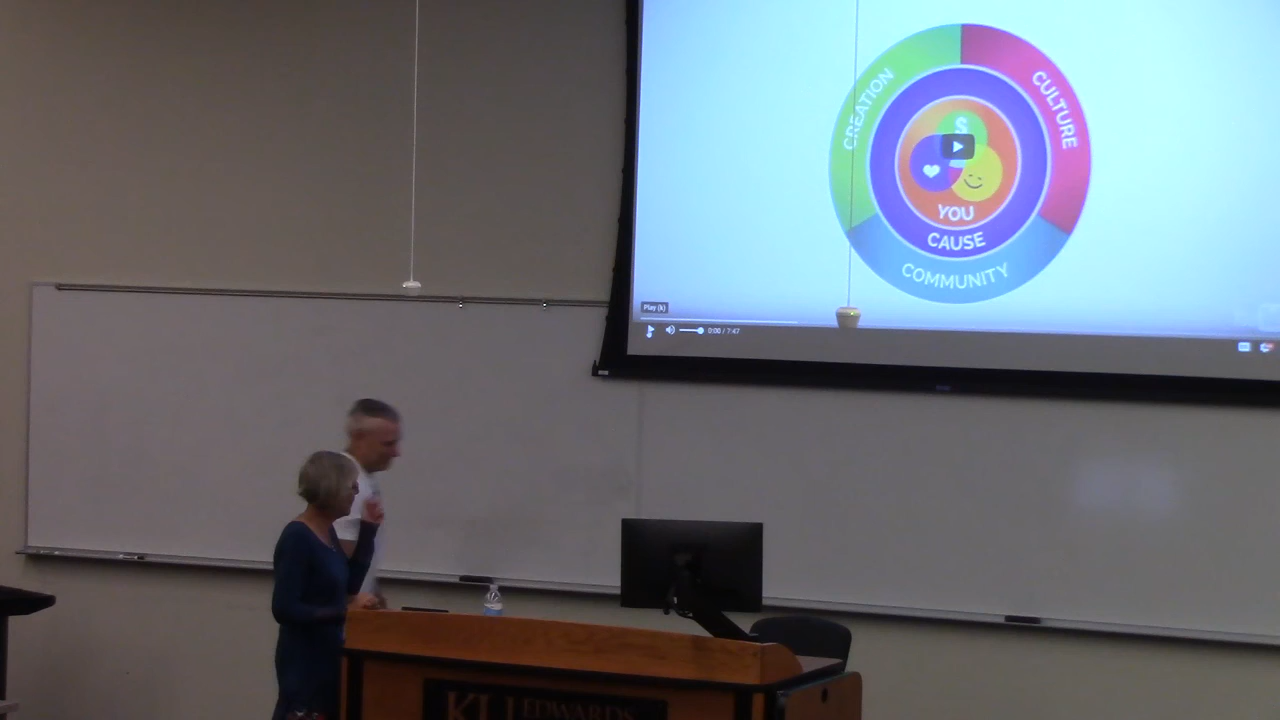 CREATION
CULTURE
$
YOU
CAUSE
COMMUNITY
Play (k)
0:00 / 7:47
KU EDWARDS